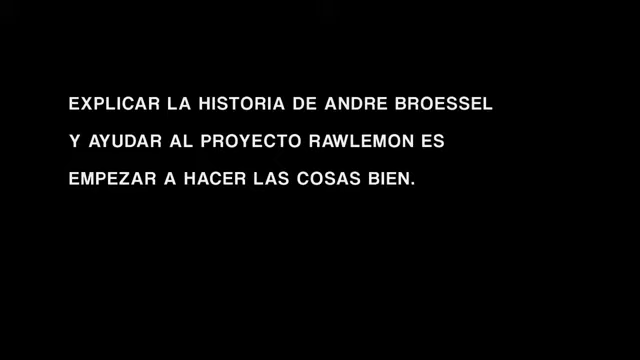 EXPLICAR LA HISTORIA DE ANDRE BROESSEL
Y AYUDAR AL PROYECTO RAWLEMON ES
EMPEZAR A HACER LAS COSAS BIEN.